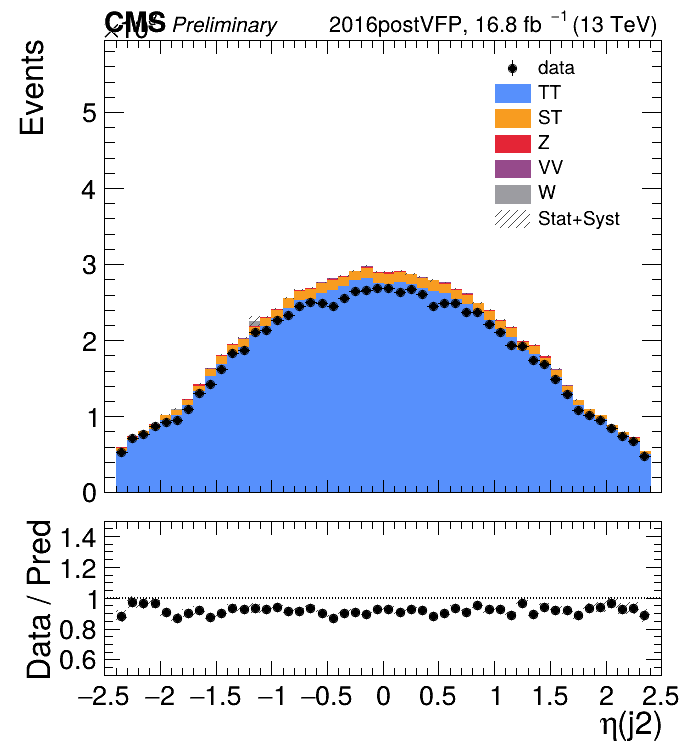 CMS Preliminary 2016postVFP, 16.8 fb⁻¹ (13 TeV)
Events
data
TT
ST
Z
VV
W
Stat+Syst
5
4
3
2
1
0
Data / Pred
1.4
1.2
1
0.8
0.6
−2.5 −2 −1.5 −1 −0.5 0 0.5 1 1.5 2 2.5
η(j2)